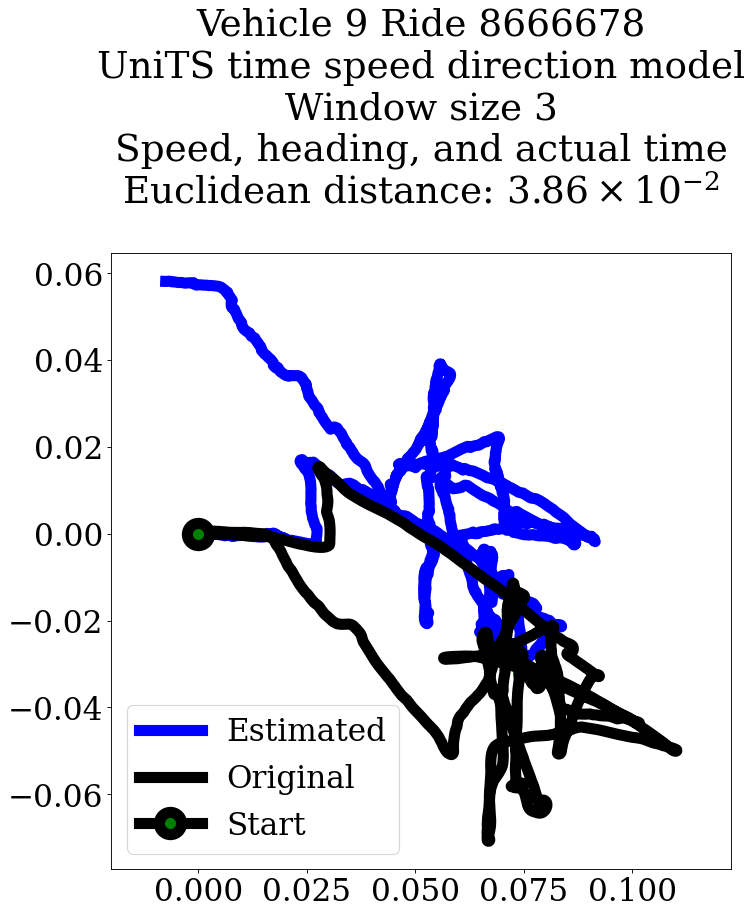 Vehicle 9 Ride 8666678
UniTS time speed direction model
Window size 3
Speed, heading, and actual time
Euclidean distance: 3.86 × 10⁻²
0.06
0.04
0.02
0.00
−0.02
−0.04
−0.06
Estimated
Original
Start
0.000 0.025 0.050 0.075 0.100